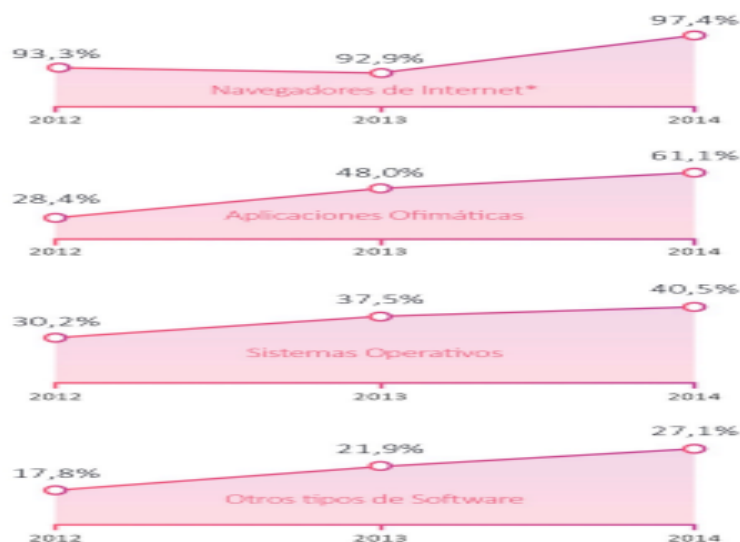 97,4%
93,3%
92,9%
Navegadores de Internet*
2012 2013 2014
61,1%
48,0%
28,4%
Aplicaciones Ofimáticas
2012 2013 2014
40,5%
37,5%
30,2%
Sistemas Operativos
2012 2013 2014
27,1%
21,9%
17,8%
Otros tipos de Software
2012 2013 2014